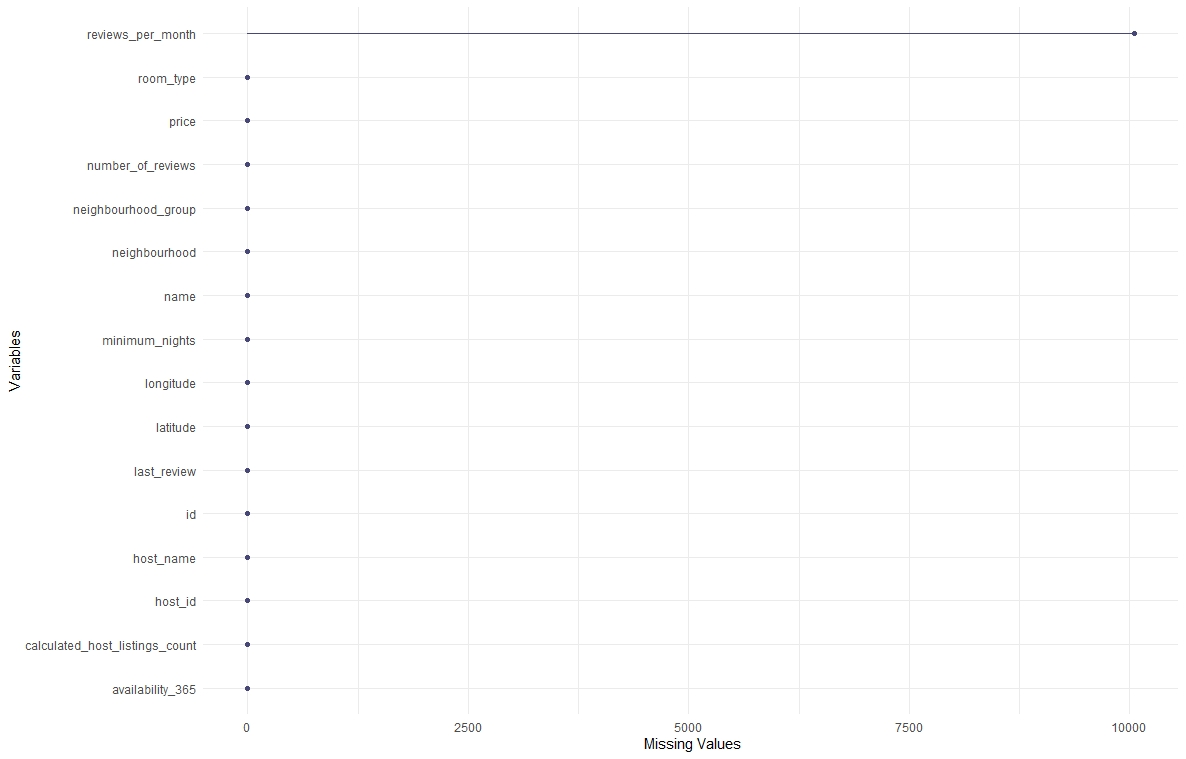 reviews_per_month
room_type
price
number_of_reviews
neighbourhood_group
neighbourhood
name
minimum_nights
longitude
latitude
last_review
id
host_name
host_id
calculated_host_listings_count
availability_365
Variables
0 2500 5000 7500 10000
Missing Values